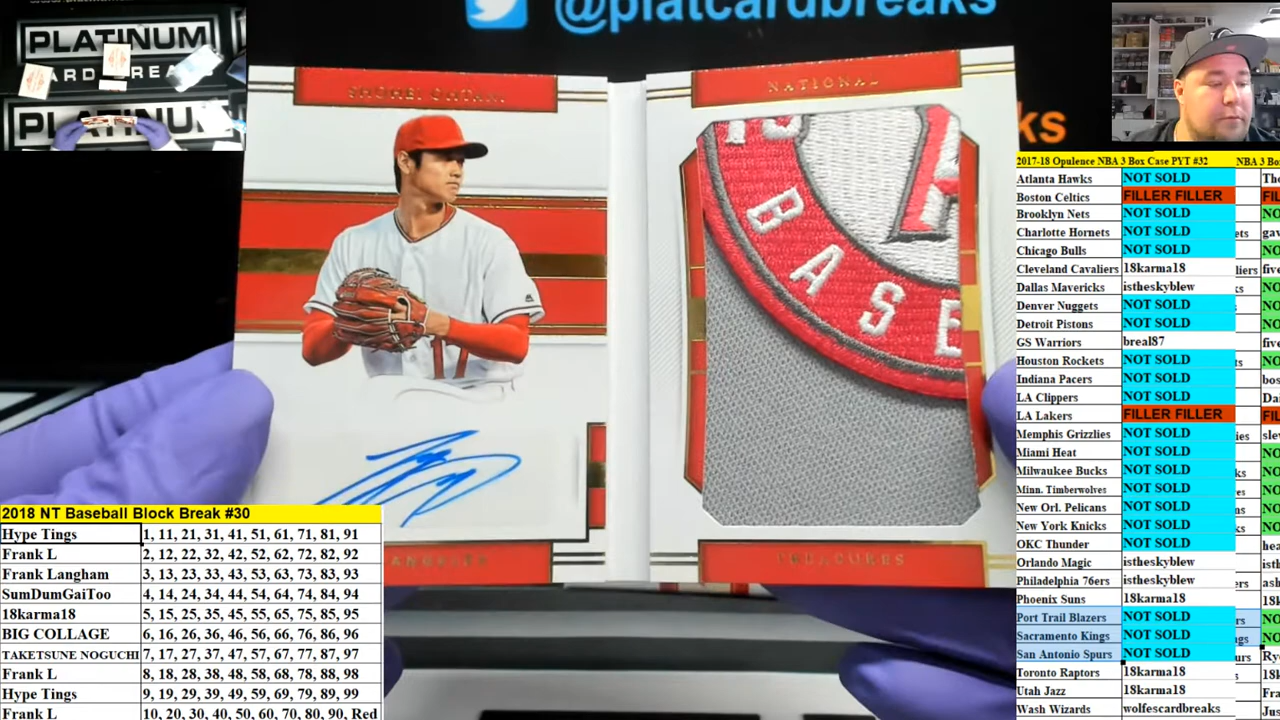 PLATINUM
CARD BREAKS
PLATINUM
@platcardbreaks
SHOHEI OHTANI
NATIONAL
BASE
TREASURES
2018 NT Baseball Block Break #30
Hype Tings 1, 11, 21, 31, 41, 51, 61, 71, 81, 91
Frank L 2, 12, 22, 32, 42, 52, 62, 72, 82, 92
Frank Langham 3, 13, 23, 33, 43, 53, 63, 73, 83, 93
SumDumGaiToo 4, 14, 24, 34, 44, 54, 64, 74, 84, 94
18karma18 5, 15, 25, 35, 45, 55, 65, 75, 85, 95
BIG COLLAGE 6, 16, 26, 36, 46, 56, 66, 76, 86, 96
TAKETSUNE NOGUCHI 7, 17, 27, 37, 47, 57, 67, 77, 87, 97
Frank L 8, 18, 28, 38, 48, 58, 68, 78, 88, 98
Hype Tings 9, 19, 29, 39, 49, 59, 69, 79, 89, 99
Frank L 10, 20, 30, 40, 50, 60, 70, 80, 90, Red
2017-18 Opulence NBA 3 Box Case PYT #32 NBA 3 Bo
Atlanta Hawks NOT SOLD
Boston Celtics FILLER FILLER
Brooklyn Nets NOT SOLD
Charlotte Hornets NOT SOLD
Chicago Bulls NOT SOLD
Cleveland Cavaliers 18karma18
Dallas Mavericks istheskyblew
Denver Nuggets NOT SOLD
Detroit Pistons NOT SOLD
GS Warriors breal87
Houston Rockets NOT SOLD
Indiana Pacers NOT SOLD
LA Clippers NOT SOLD
LA Lakers FILLER FILLER
Memphis Grizzlies NOT SOLD
Miami Heat NOT SOLD
Milwaukee Bucks NOT SOLD
Minn. Timberwolves NOT SOLD
New Orl. Pelicans NOT SOLD
New York Knicks NOT SOLD
OKC Thunder NOT SOLD
Orlando Magic istheskyblew
Philadelphia 76ers istheskyblew
Phoenix Suns 18karma18
Port Trail Blazers NOT SOLD
Sacramento Kings NOT SOLD
San Antonio Spurs NOT SOLD
Toronto Raptors 18karma18
Utah Jazz 18karma18
Wash Wizards wolfescardbreaks